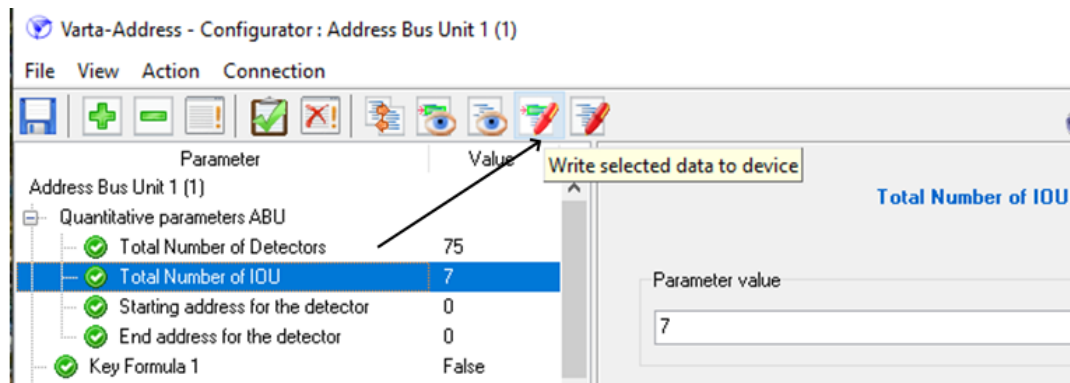 Varta-Address - Configurator : Address Bus Unit 1 (1)
File View Action Connection
Parameter Value
Write selected data to device
Address Bus Unit 1 (1)
Total Number of IOU
Quantitative parameters ABU
Total Number of Detectors 75
Total Number of IOU 7
Parameter value
Starting address for the detector 0
7
End address for the detector 0
Key Formula 1 False